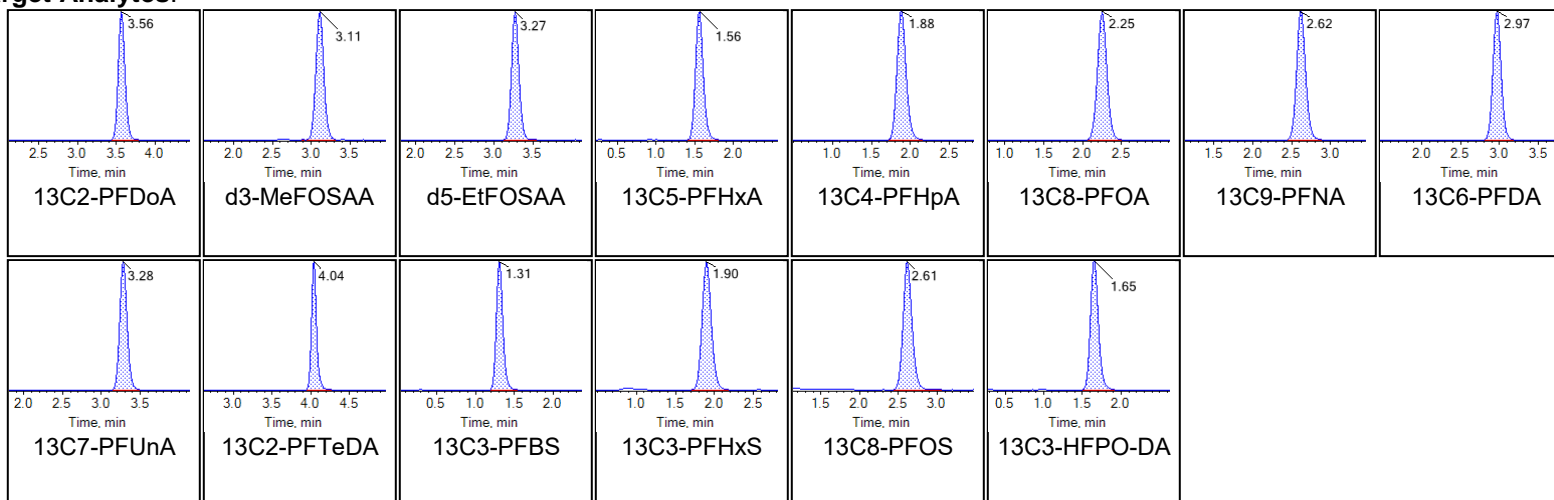 rget Analytes:
3.56 3.11 3.27 1.56 1.88 2.25 2.62 2.97
2.5 3.0 3.5 4.0 2.0 2.5 3.0 3.5 2.0 2.5 3.0 3.5 0.5 1.0 1.5 2.0 1.0 1.5 2.0 2.5 1.0 1.5 2.0 2.5 1.5 2.0 2.5 3.0 2.0 2.5 3.0 3.5
Time, min Time, min Time, min Time, min Time, min Time, min Time, min Time, min
13C2-PFDoA d3-MeFOSAA d5-EtFOSAA 13C5-PFHxA 13C4-PFHpA 13C8-PFOA 13C9-PFNA 13C6-PFDA
3.28 4.04 1.31 1.90 2.61 1.65
2.0 2.5 3.0 3.5 3.0 3.5 4.0 4.5 0.5 1.0 1.5 2.0 1.0 1.5 2.0 2.5 1.5 2.0 2.5 3.0 0.5 1.0 1.5 2.0
Time, min Time, min Time, min Time, min Time, min Time, min
13C7-PFUnA 13C2-PFTeDA 13C3-PFBS 13C3-PFHxS 13C8-PFOS 13C3-HFPO-DA